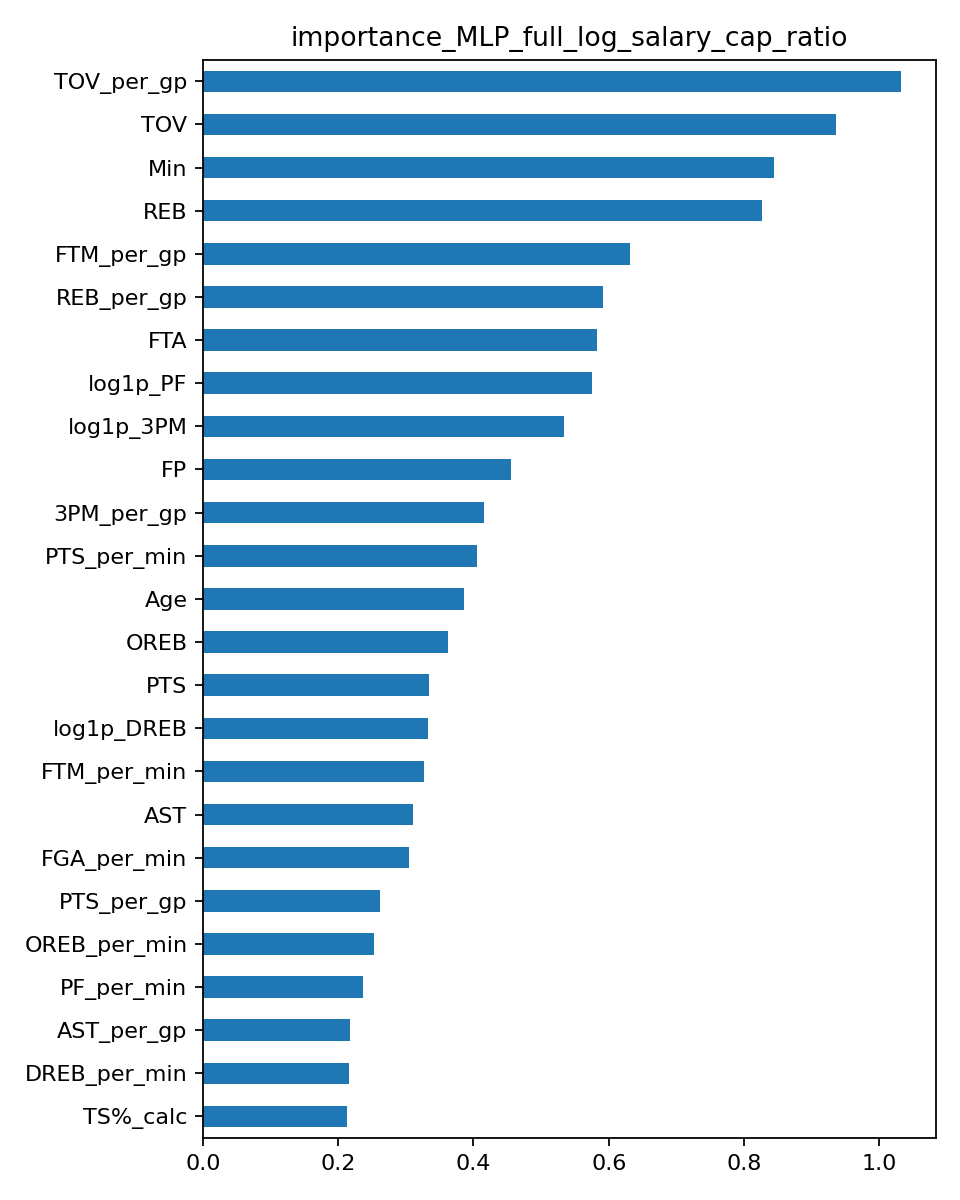 importance_MLP_full_log_salary_cap_ratio
TOV_per_gp
TOV
Min
REB
FTM_per_gp
REB_per_gp
FTA
log1p_PF
log1p_3PM
FP
3PM_per_gp
PTS_per_min
Age
OREB
PTS
log1p_DREB
FTM_per_min
AST
FGA_per_min
PTS_per_gp
OREB_per_min
PF_per_min
AST_per_gp
DREB_per_min
TS%_calc
0.0 0.2 0.4 0.6 0.8 1.0